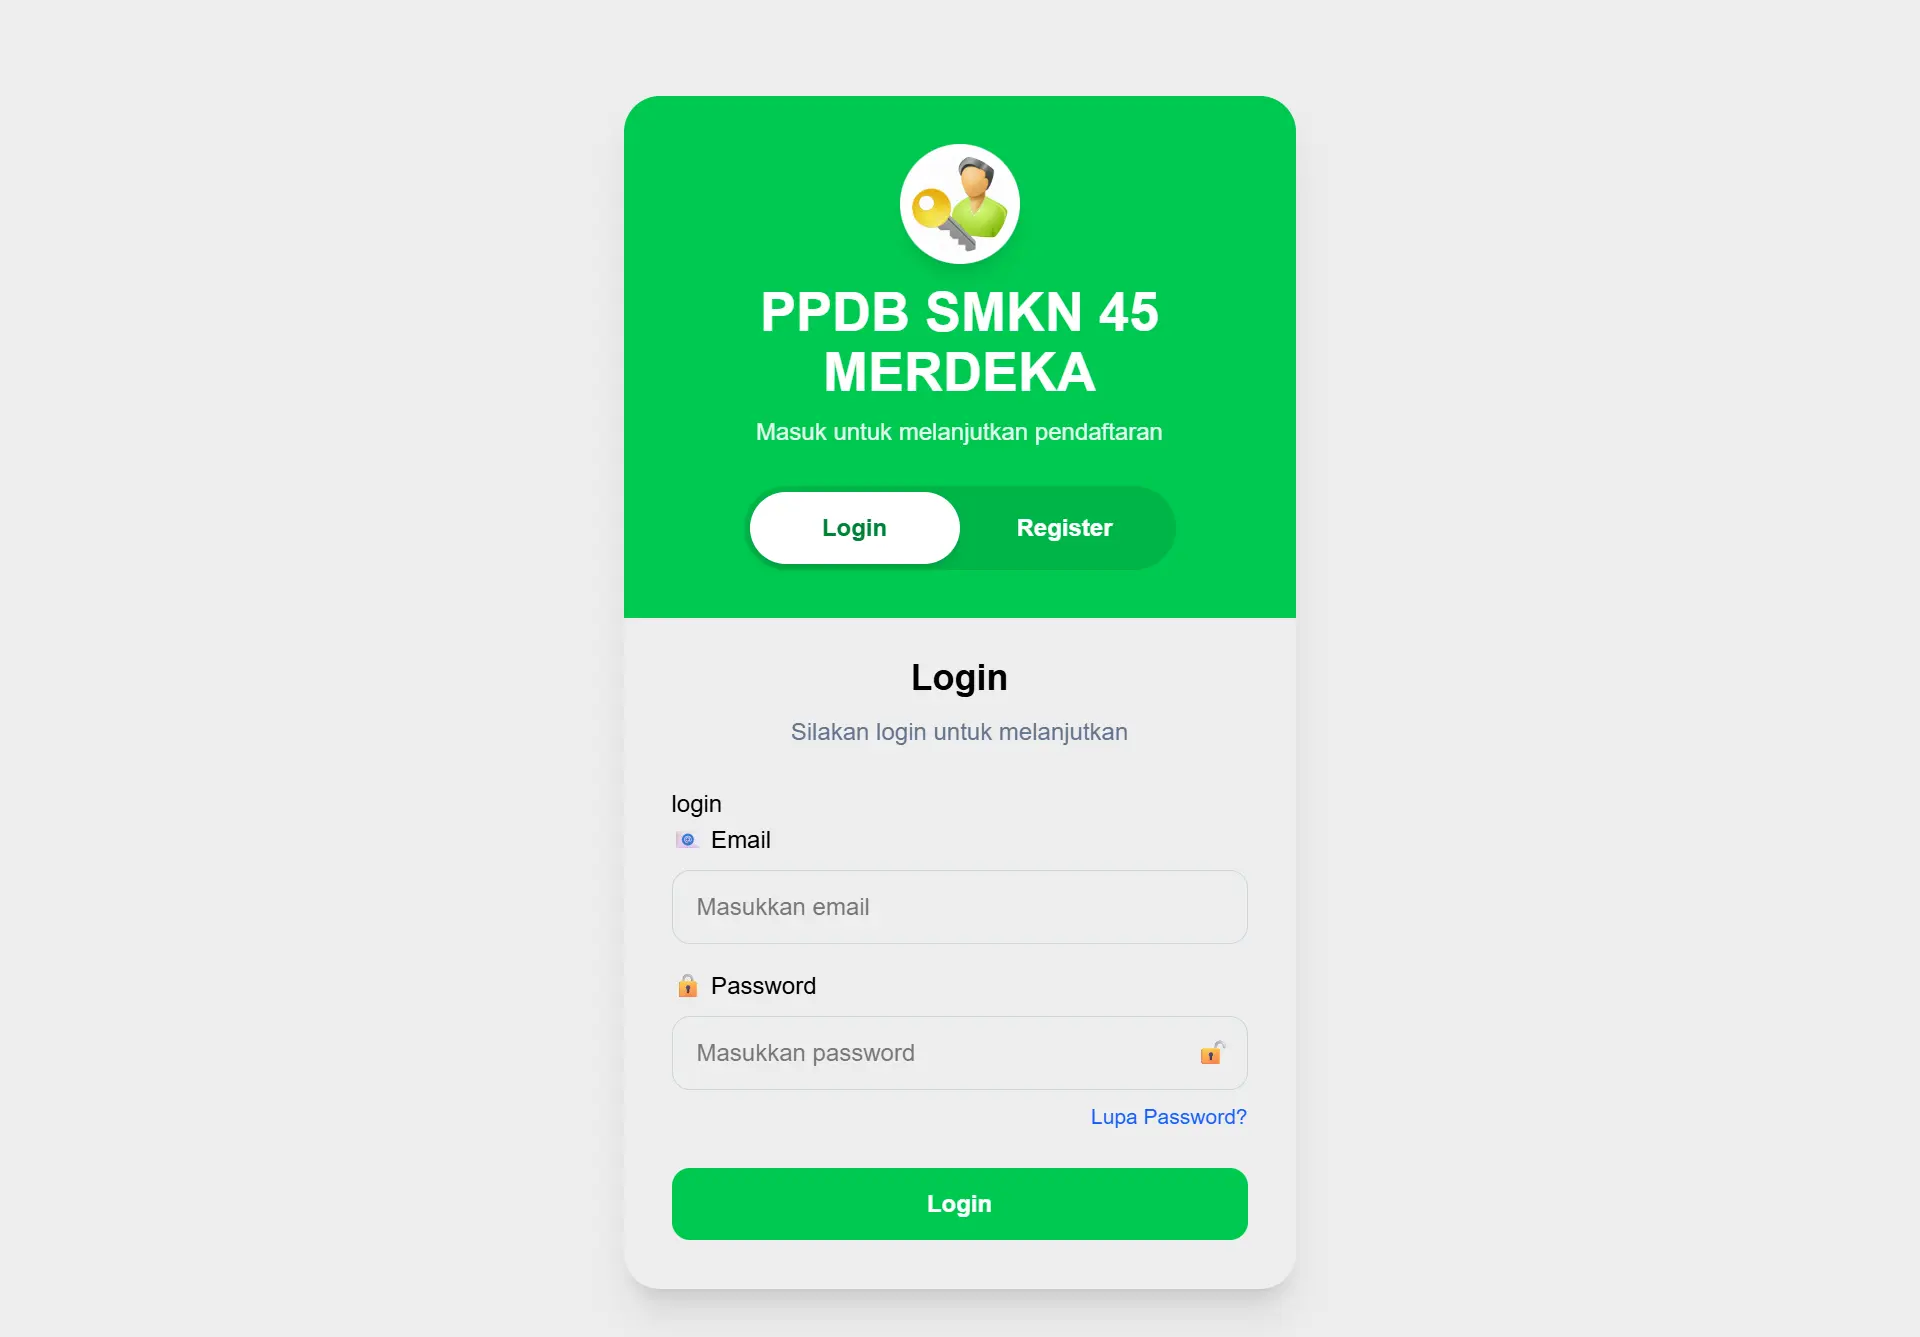 PPDB SMKN 45
MERDEKA
Masuk untuk melanjutkan pendaftaran
Login
Register
Login
Silakan login untuk melanjutkan
login
Email
Masukkan email
Password
Masukkan password
Lupa Password?
Login